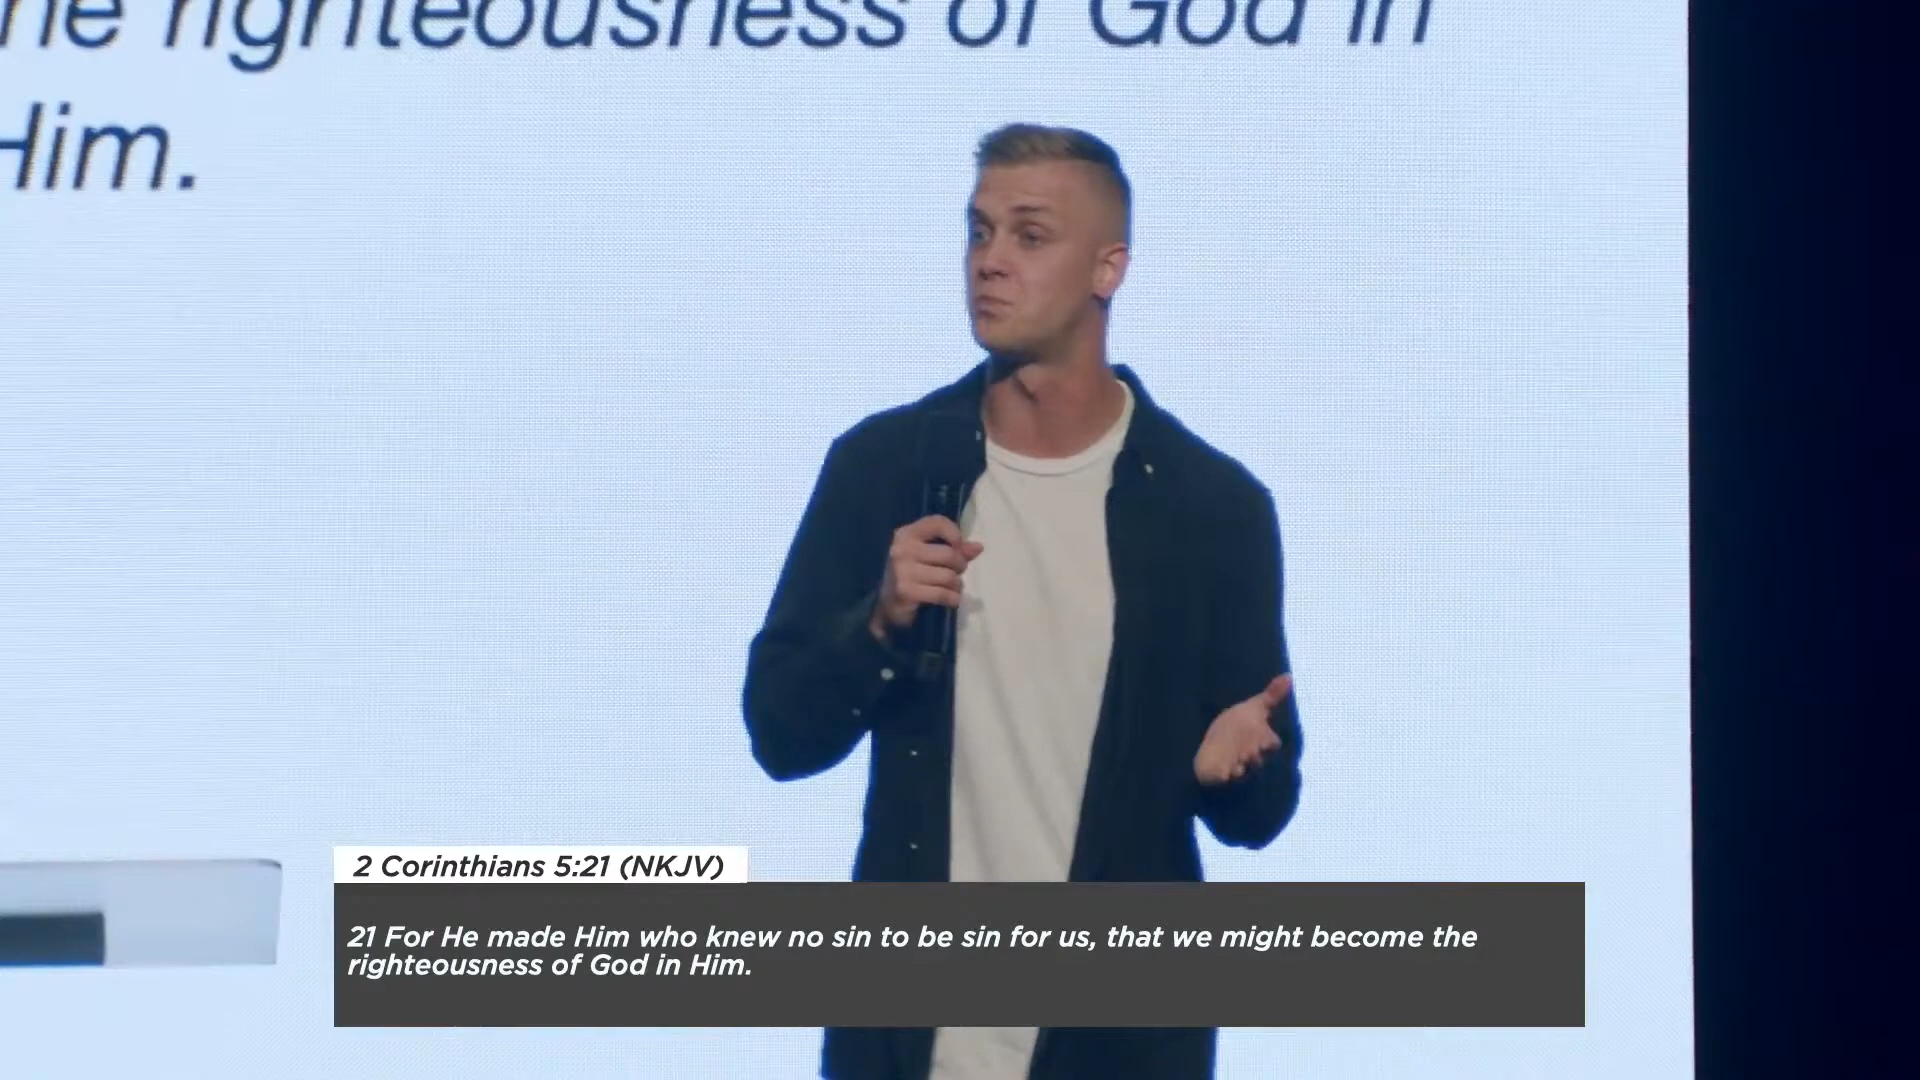 he righteousness of God in
Him.
2 Corinthians 5:21 (NKJV)
21 For He made Him who knew no sin to be sin for us, that we might become the
righteousness of God in Him.